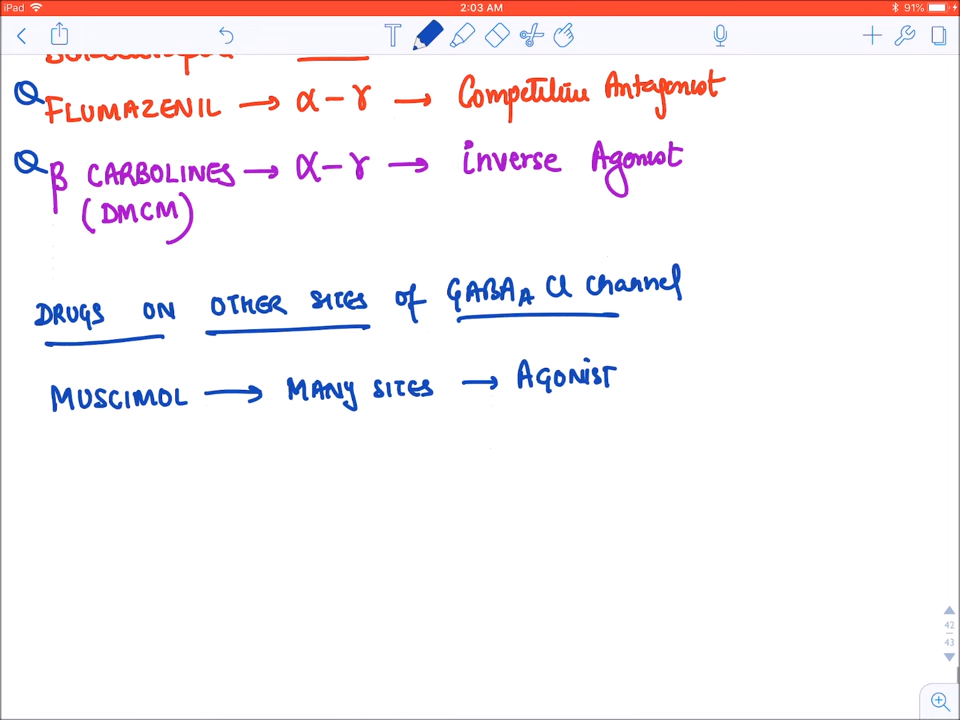 iPad 2:03 AM 91%
T
Q FLUMAZENIL → α – γ → Competitive Antagonist
Q β CARBOLINES → α – γ → inverse Agonist
(DMCM)
DRUGS ON OTHER SITES of GABAA Cl Channel
MUSCIMOL → MANY SITES → AGONIST
42
43